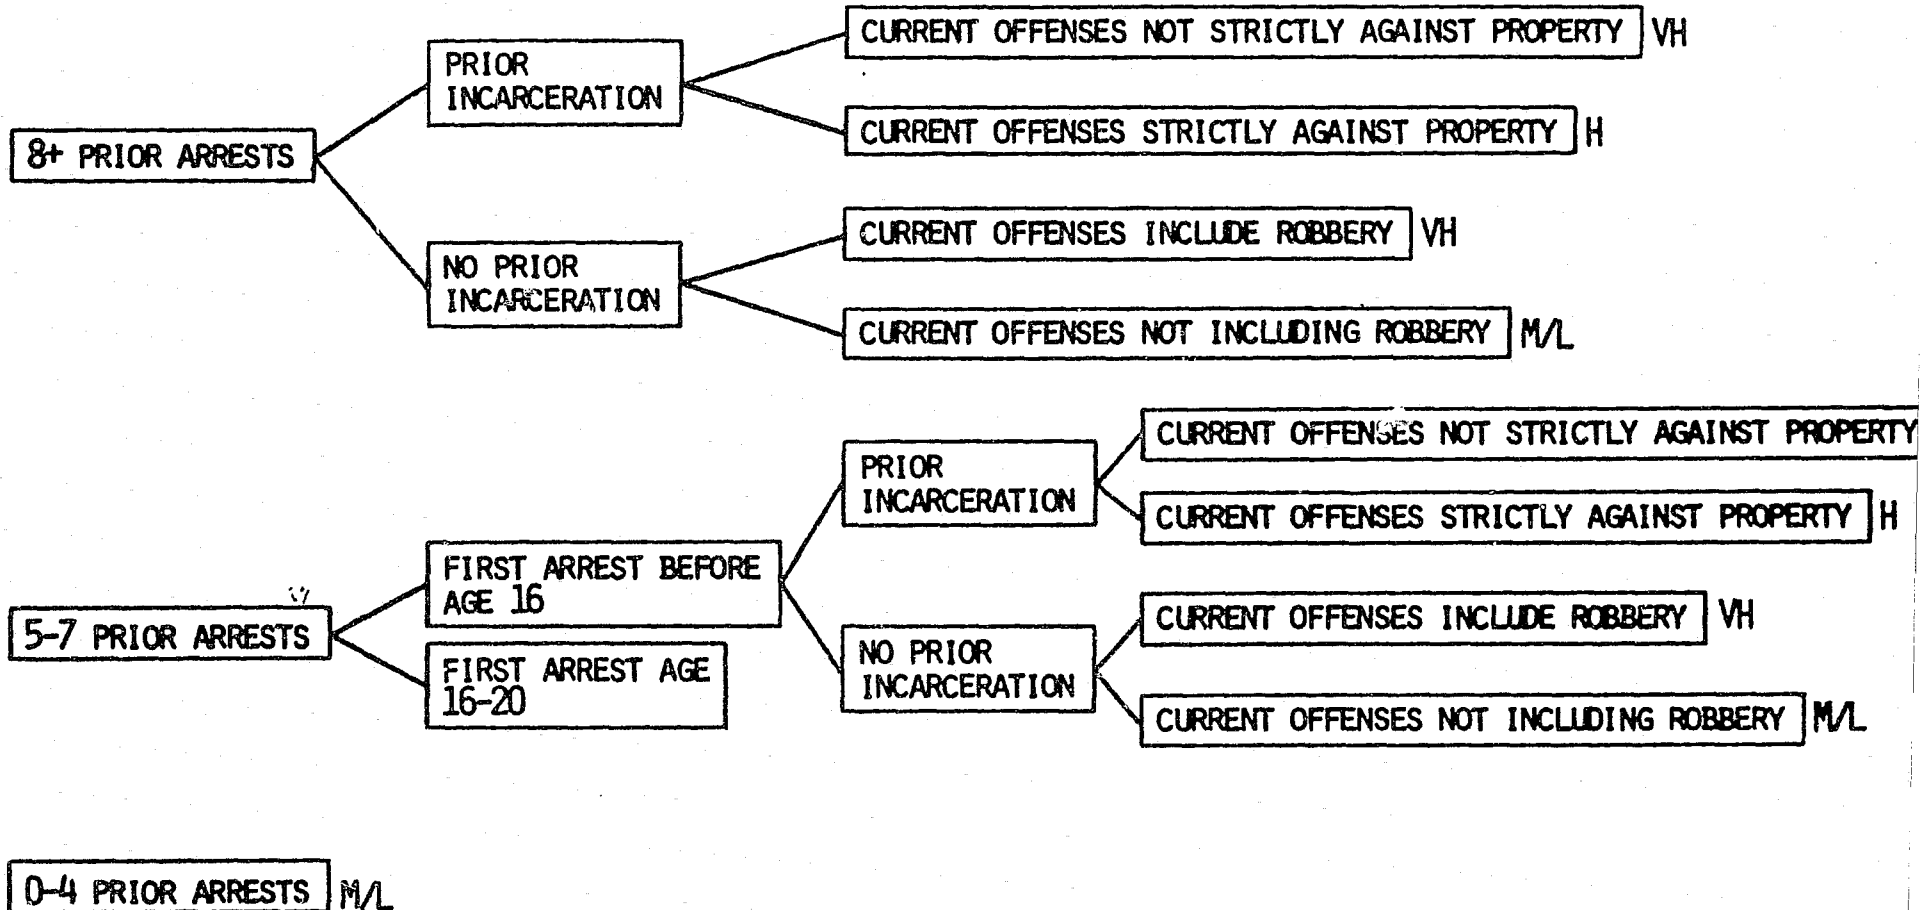 8+ PRIOR ARRESTS
PRIOR
INCARCERATION
CURRENT OFFENSES NOT STRICTLY AGAINST PROPERTY VH
CURRENT OFFENSES STRICTLY AGAINST PROPERTY H
NO PRIOR
INCARCERATION
CURRENT OFFENSES INCLUDE ROBBERY VH
CURRENT OFFENSES NOT INCLUDING ROBBERY M/L
5-7 PRIOR ARRESTS
FIRST ARREST BEFORE
AGE 16
PRIOR
INCARCERATION
CURRENT OFFENSES NOT STRICTLY AGAINST PROPERTY
CURRENT OFFENSES STRICTLY AGAINST PROPERTY H
NO PRIOR
INCARCERATION
CURRENT OFFENSES INCLUDE ROBBERY VH
CURRENT OFFENSES NOT INCLUDING ROBBERY M/L
FIRST ARREST AGE
16-20
0-4 PRIOR ARRESTS M/L